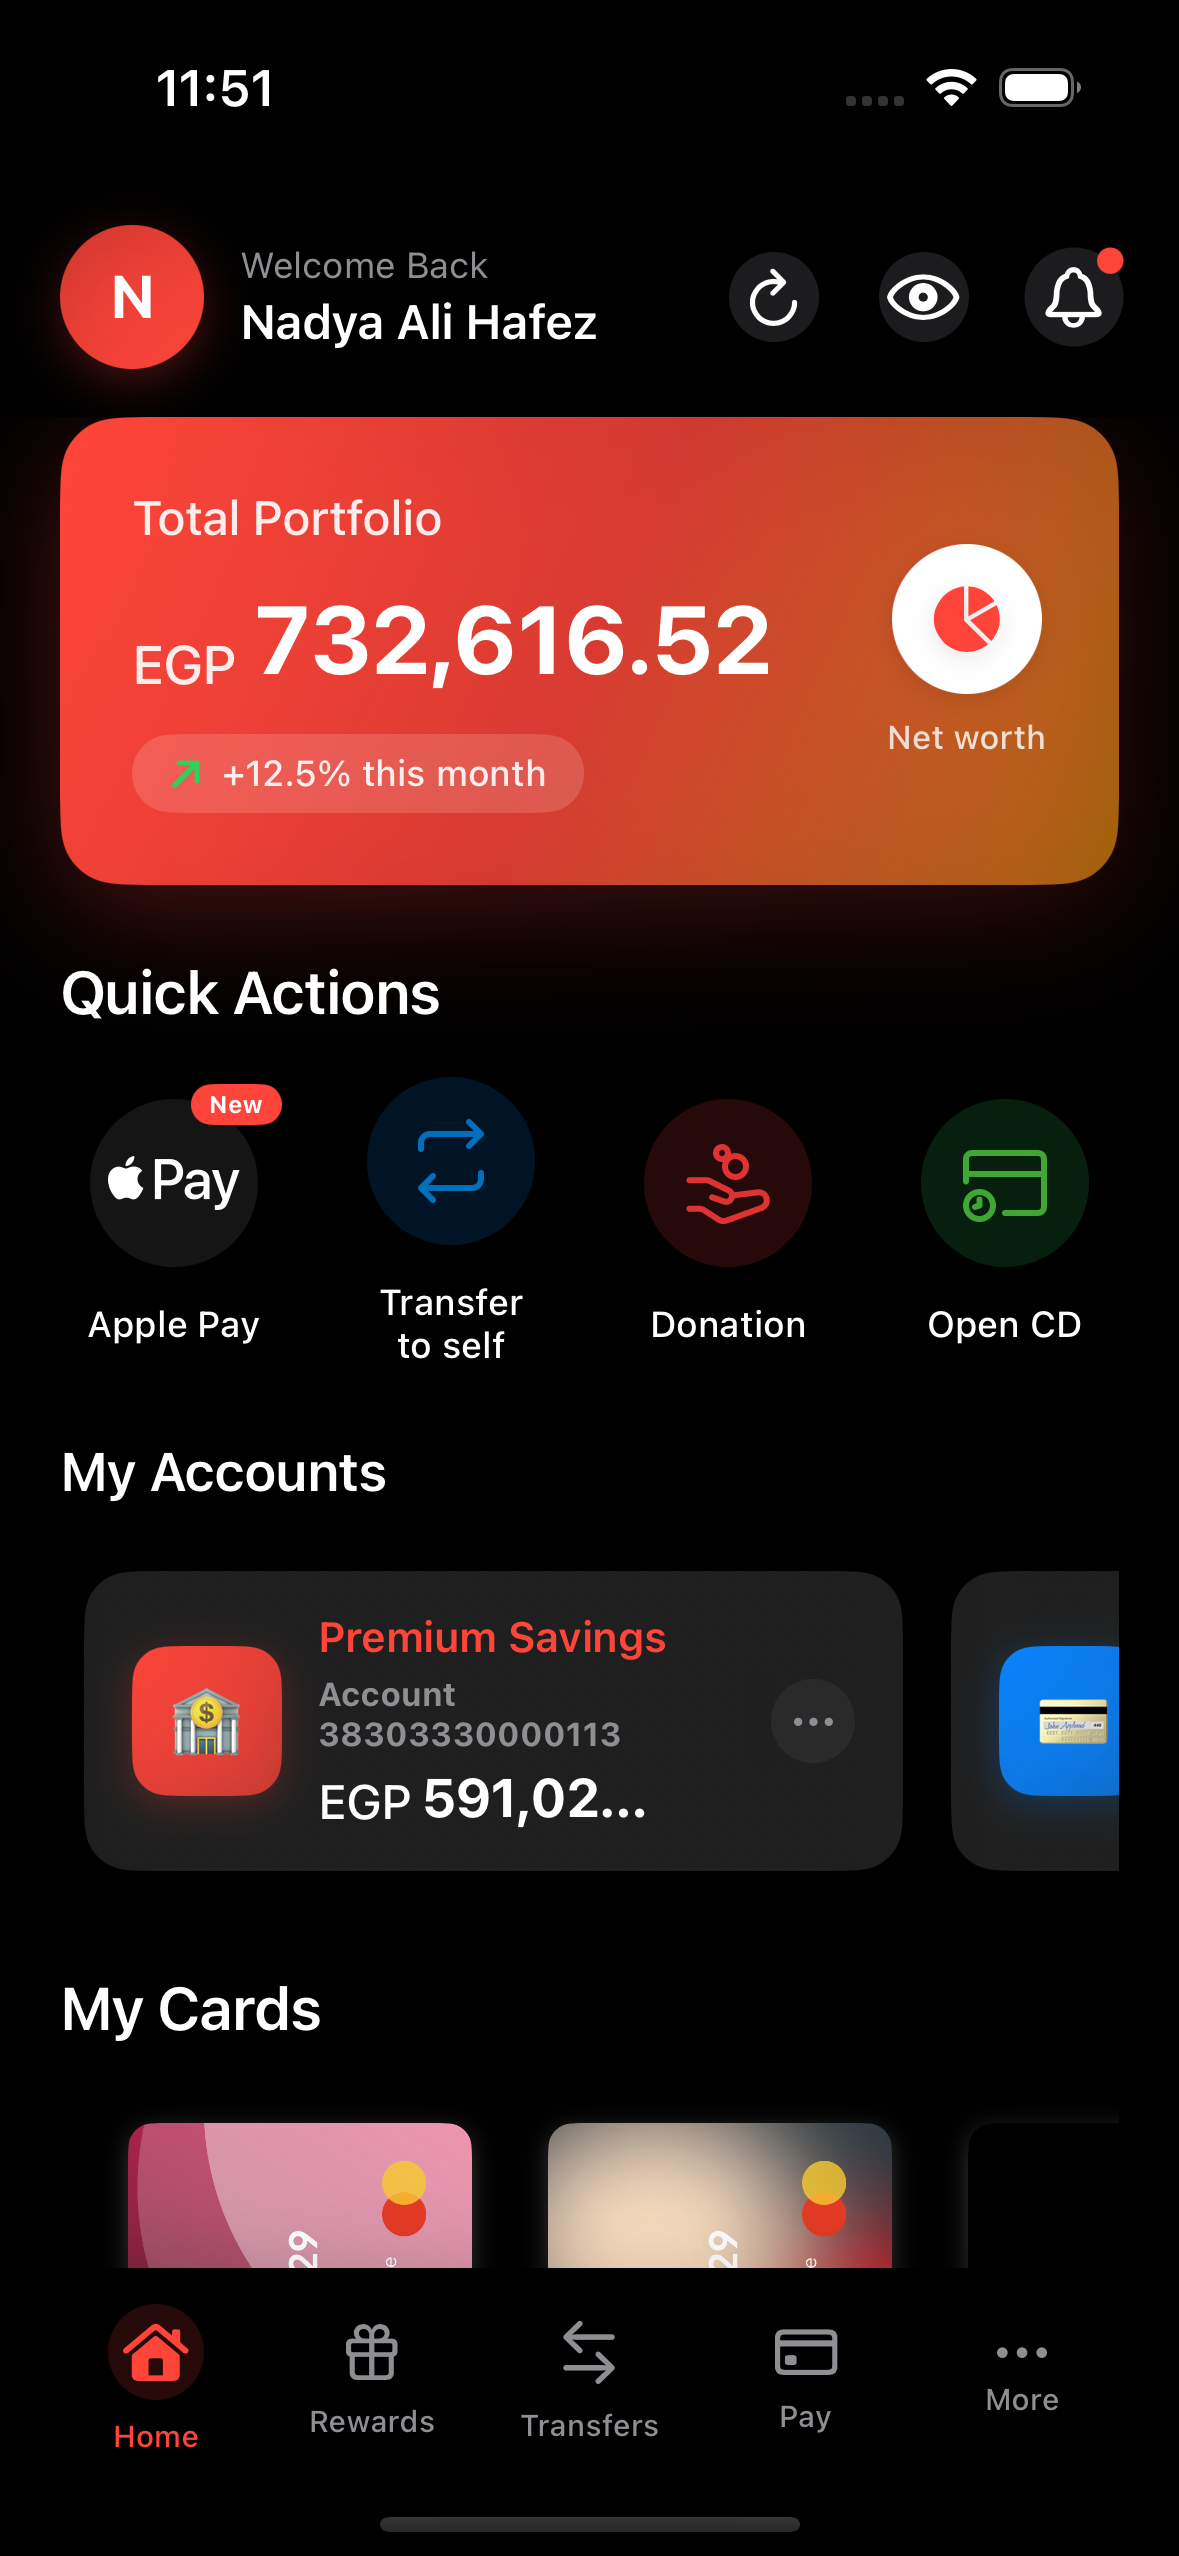 11:51
N
Welcome Back
Nadya Ali Hafez
Total Portfolio
EGP 732,616.52
+12.5% this month
Net worth
Quick Actions
New
Pay
Apple Pay
Transfer
to self
Donation
Open CD
My Accounts
Premium Savings
Account
38303330000113
EGP 591,02...
My Cards
29
e
29
e
Home
Rewards
Transfers
Pay
More